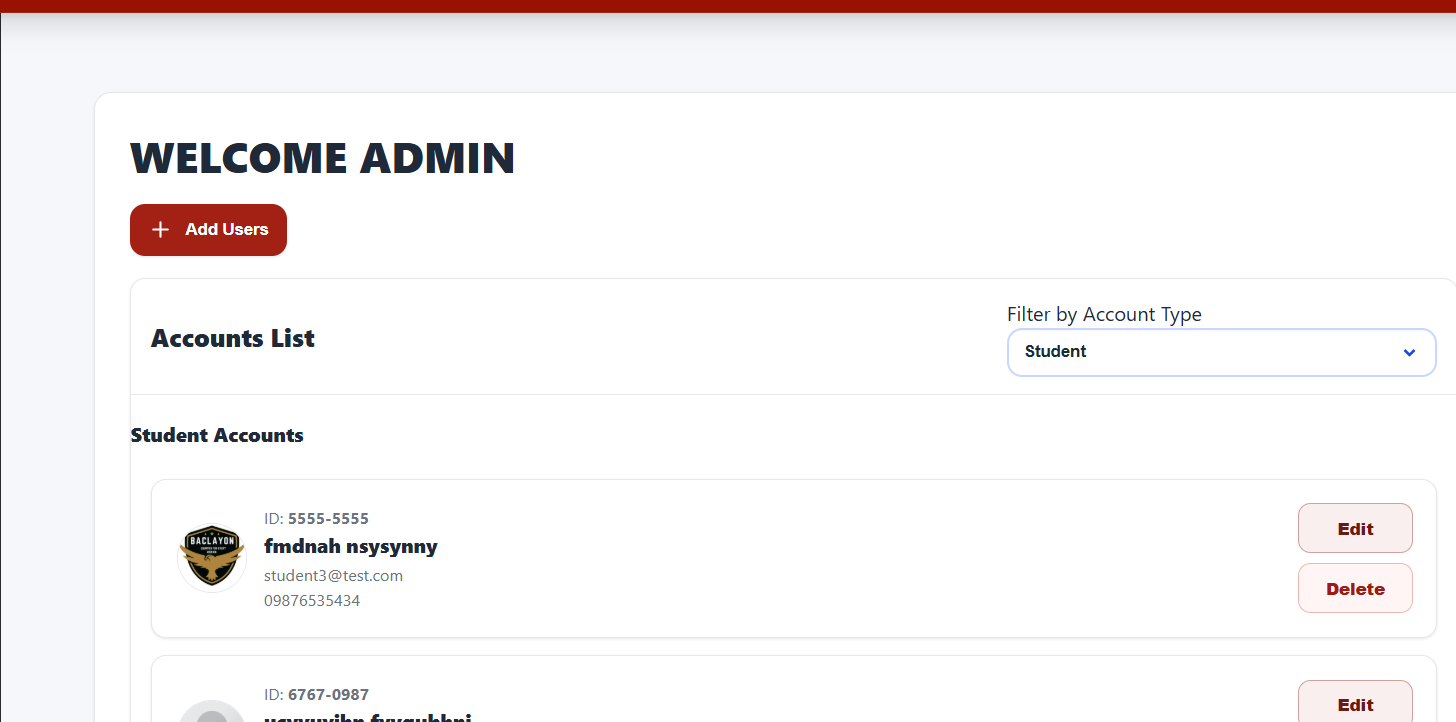 WELCOME ADMIN
Add Users
Accounts List
Filter by Account Type
Student
Student Accounts
BACLAYON
ID: 5555-5555
fmdnah nsysynny
student3@test.com
09876535434
Edit
Delete
ID: 6767-0987
Edit